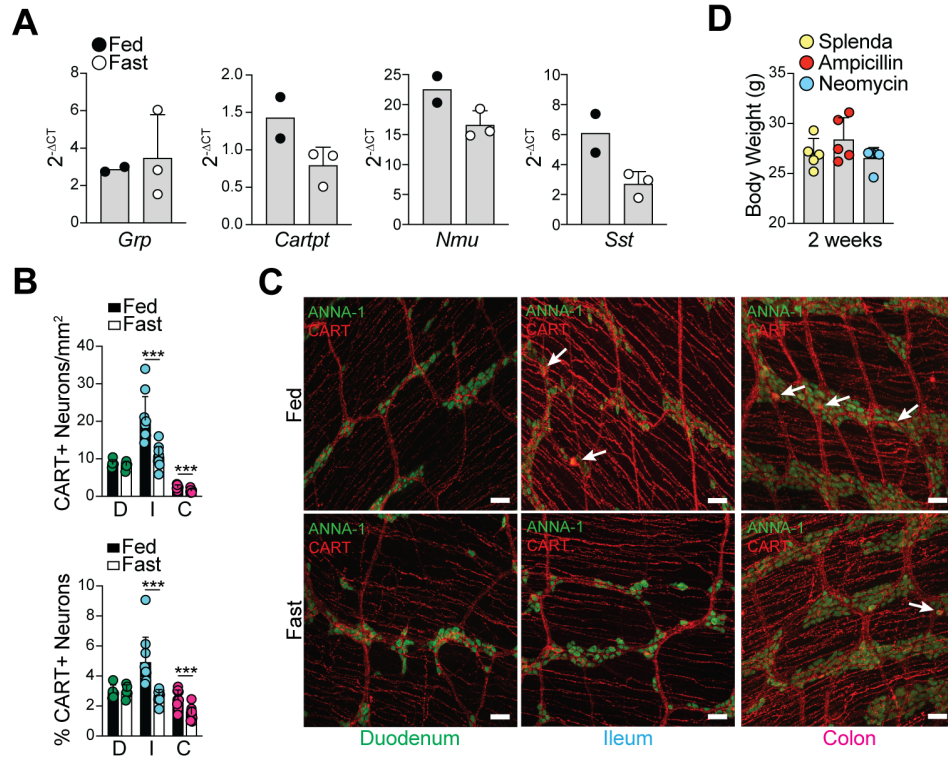 A
Fed
Fast
2-ΔCT
8
6
4
2
0
Grp
2-ΔCT
2.0
1.5
1.0
0.5
0.0
Cartpt
2-ΔCT
25
20
15
10
5
0
Nmu
2-ΔCT
10
8
6
4
2
0
Sst
D
Splenda
Ampicillin
Neomycin
Body Weight (g)
35
30
25
20
2 weeks
B
Fed
Fast
CART+ Neurons/mm²
40
30
20
10
0
***
***
D I C
Fed
Fast
% CART+ Neurons
10
8
6
4
2
0
***
***
D I C
C
Fed
ANNA-1
CART
ANNA-1
CART
ANNA-1
CART
Fast
ANNA-1
CART
ANNA-1
CART
ANNA-1
CART
Duodenum
Ileum
Colon